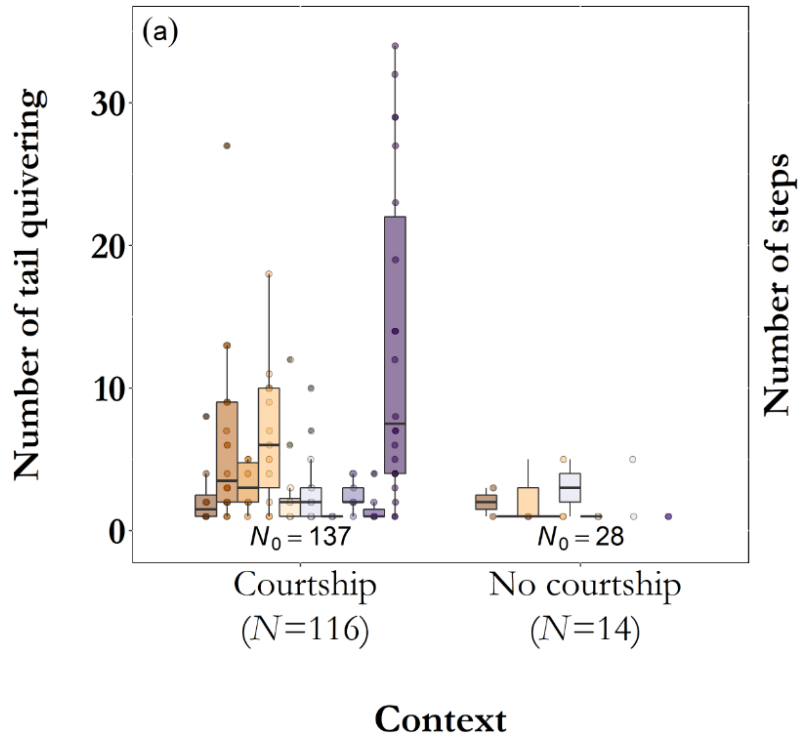 (a)
Number of tail quivering
30
20
10
0
Number of steps
N₀ = 137
N₀ = 28
Courtship
(N=116)
No courtship
(N=14)
Context